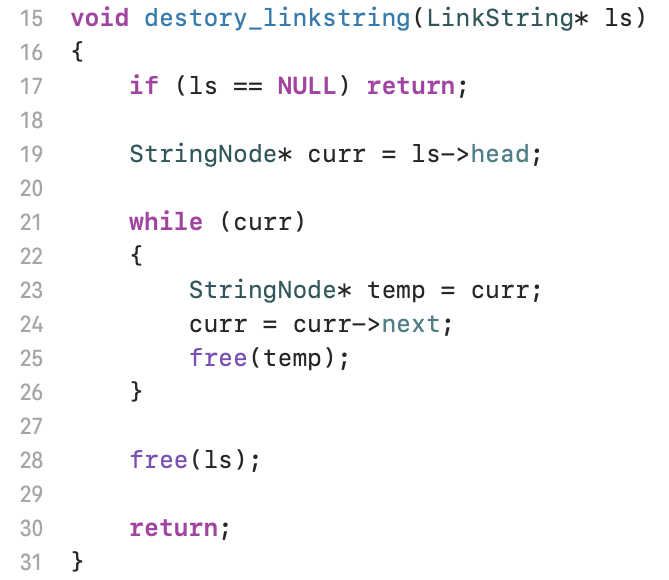 15 void destory_linkstring(LinkString* ls)
16 {
17     if (ls == NULL) return;
18
19     StringNode* curr = ls->head;
20
21     while (curr)
22     {
23         StringNode* temp = curr;
24         curr = curr->next;
25         free(temp);
26     }
27
28     free(ls);
29
30     return;
31 }